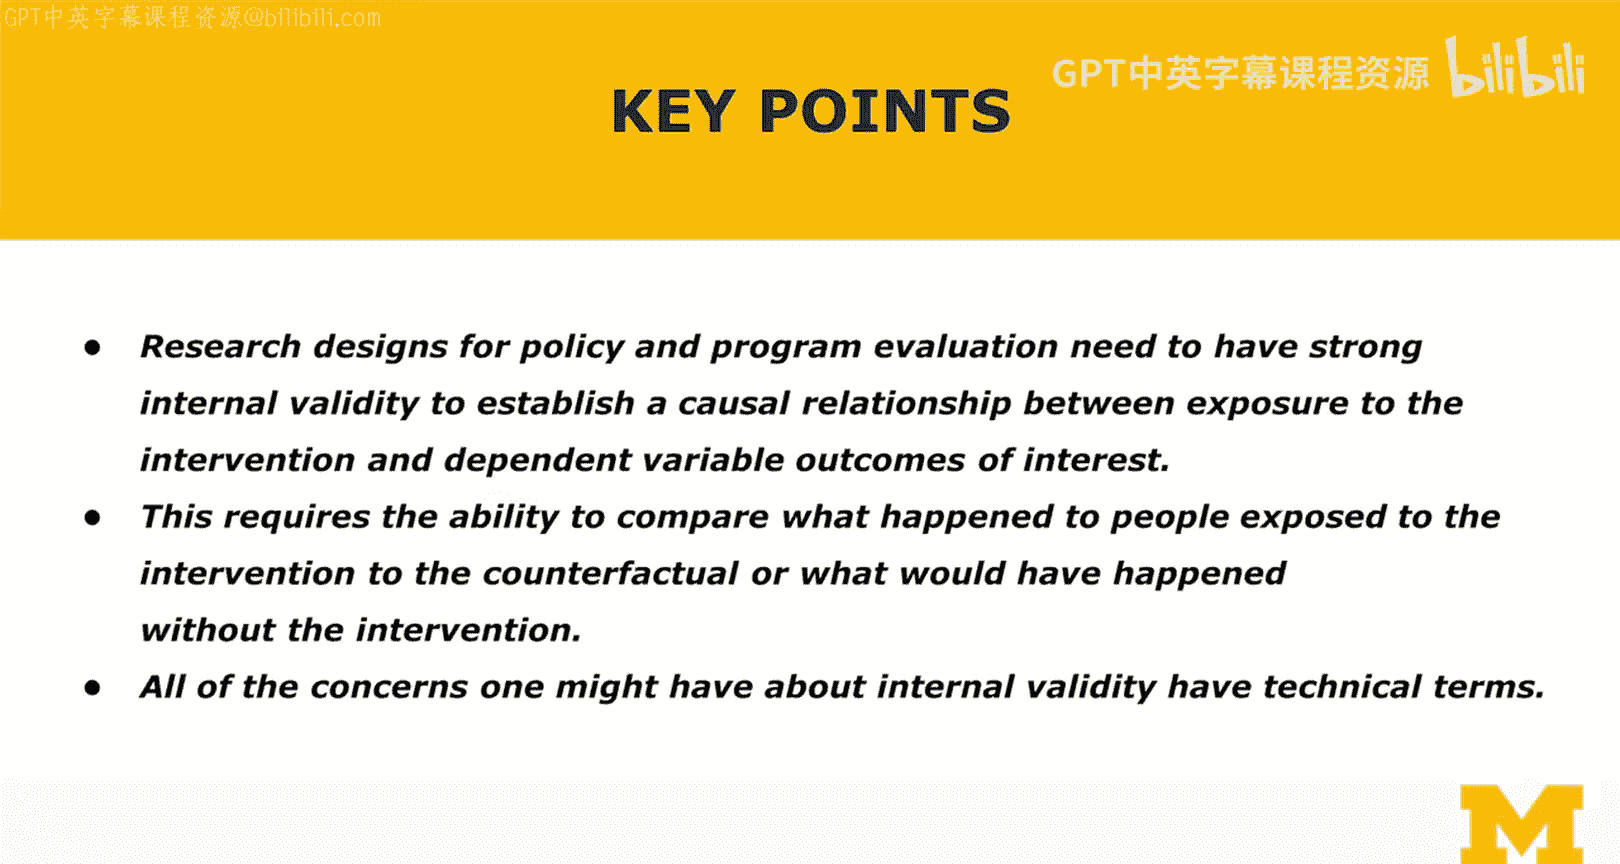 GPT中英字幕课程资源@bilibili.com
GPT中英字幕课程资源 bilibili
KEY POINTS
● Research designs for policy and program evaluation need to have strong
internal validity to establish a causal relationship between exposure to the
intervention and dependent variable outcomes of interest.
● This requires the ability to compare what happened to people exposed to the
intervention to the counterfactual or what would have happened
without the intervention.
● All of the concerns one might have about internal validity have technical terms.
M